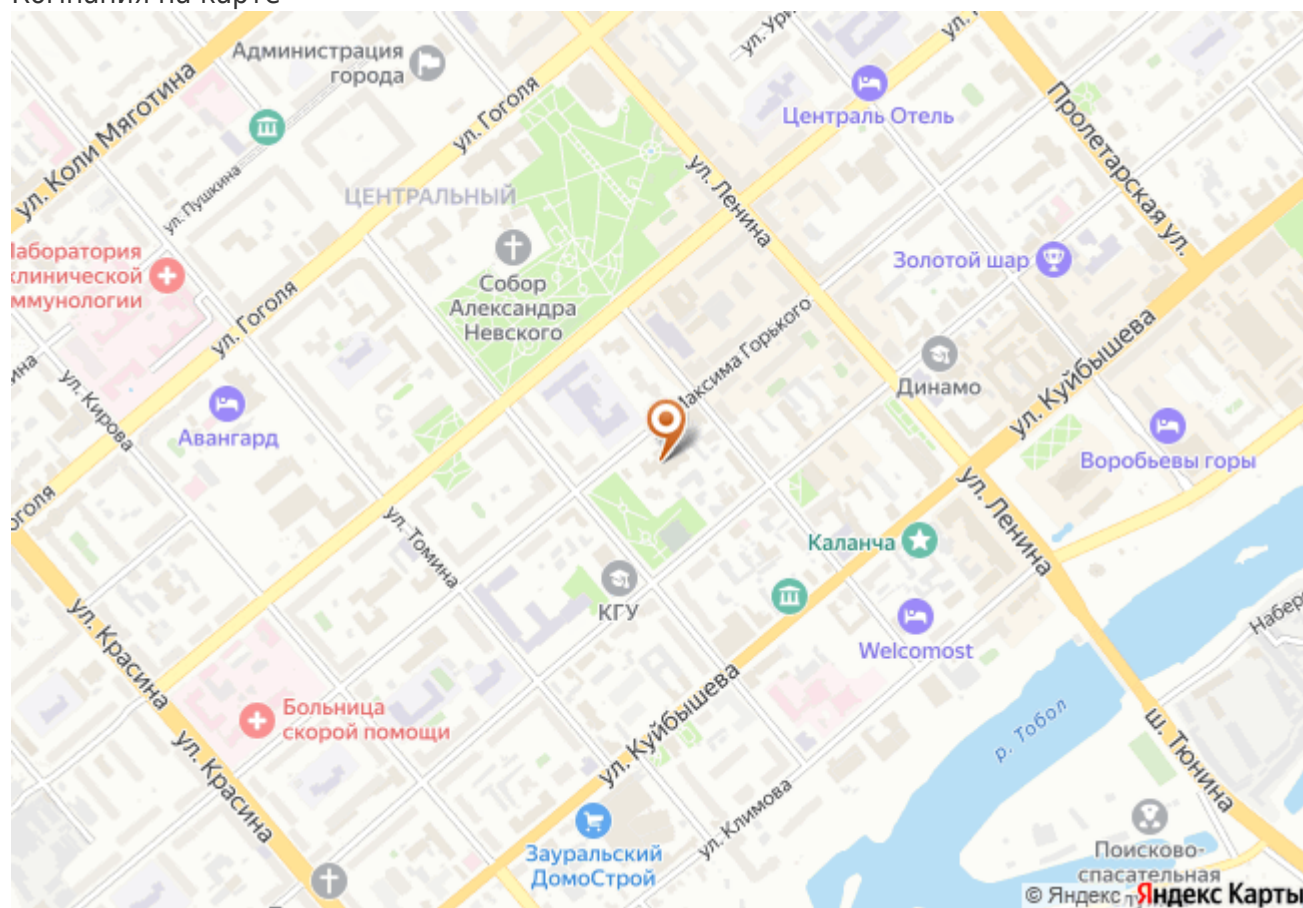 Компания на карте
Администрация
города
ул. Коли Мяготина
ул. Гоголя
ул. Пушкина
ЦЕНТРАЛЬНЫЙ
Централь Отель
Пролетарская ул.
ул. Ленина
Лаборатория
клинической
иммунологии
Собор
Александра
Невского
Золотой шар
ул. Гоголя
Максима Горького
ул. Куйбышева
Динамо
ул. Кирова
Авангард
Воробьевы горы
ул. Ленина
ул. Томина
Каланча
КГУ
Welcomost
ул. Красина
Больница
скорой помощи
ул. Куйбышева
р. Тобол
ш. Тюнина
ул. Красина
ул. Климова
Зауральский
ДомоСтрой
Поисково-
спасательная
© Яндекс
Яндекс Карты